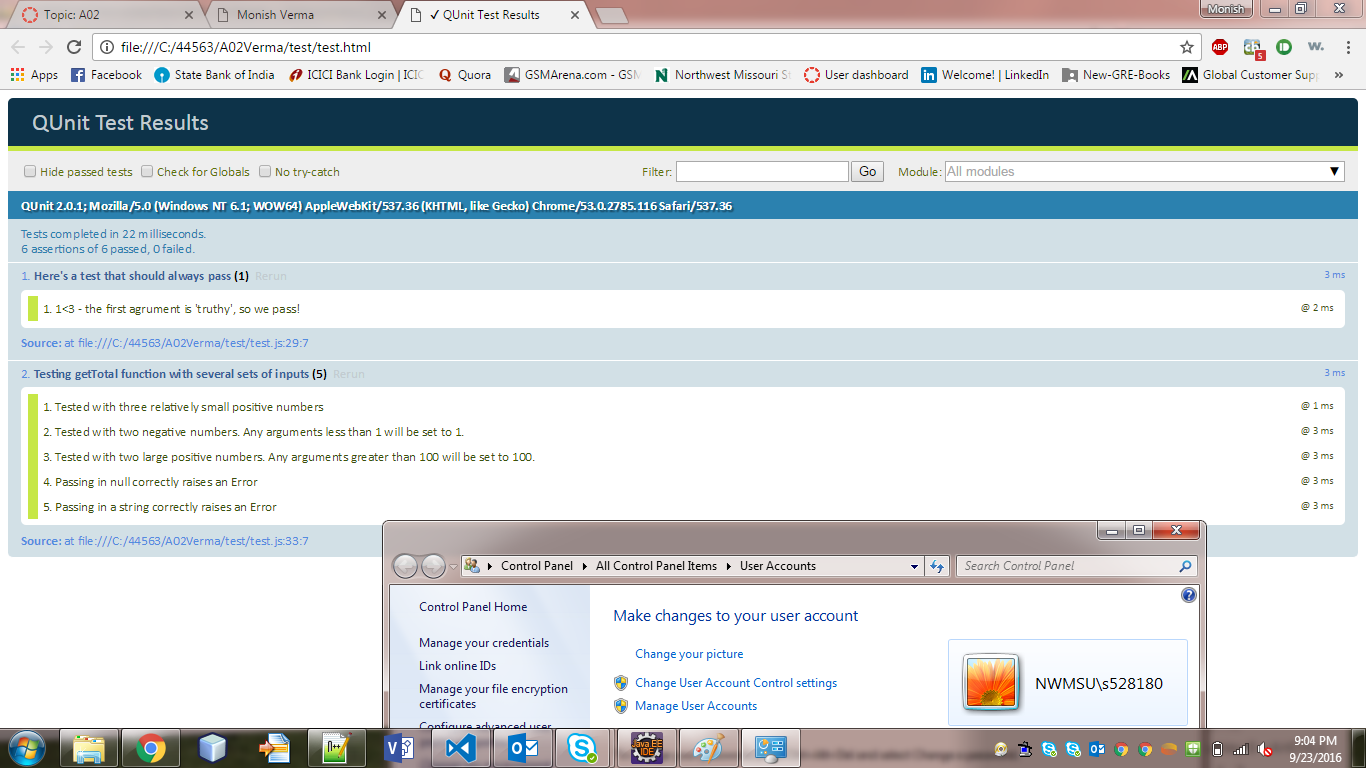 Topic: A02
Monish Verma
✓ QUnit Test Results
Monish
file:///C:/44563/A02Verma/test/test.html
ABP
5
W.
Apps
Facebook
State Bank of India
ICICI Bank Login | ICIC
Quora
GSMArena.com - GSM
Northwest Missouri St
User dashboard
Welcome! | LinkedIn
New-GRE-Books
Global Customer Supp
»
QUnit Test Results
Hide passed tests
Check for Globals
No try-catch
Filter:
Go
Module:
All modules
QUnit 2.0.1; Mozilla/5.0 (Windows NT 6.1; WOW64) AppleWebKit/537.36 (KHTML, like Gecko) Chrome/53.0.2785.116 Safari/537.36
Tests completed in 22 milliseconds.
6 assertions of 6 passed, 0 failed.
1. Here's a test that should always pass (1) Rerun
3 ms
1. 1<3 - the first agrument is 'truthy', so we pass!
@ 2 ms
Source: at file:///C:/44563/A02Verma/test/test.js:29:7
2. Testing getTotal function with several sets of inputs (5) Rerun
3 ms
1. Tested with three relatively small positive numbers
@ 1 ms
2. Tested with two negative numbers. Any arguments less than 1 will be set to 1.
@ 3 ms
3. Tested with two large positive numbers. Any arguments greater than 100 will be set to 100.
@ 3 ms
4. Passing in null correctly raises an Error
@ 3 ms
5. Passing in a string correctly raises an Error
@ 3 ms
Source: at file:///C:/44563/A02Verma/test/test.js:33:7
Control Panel
All Control Panel Items
User Accounts
Search Control Panel
Control Panel Home
Manage your credentials
Link online IDs
Manage your file encryption
certificates
Configure advanced user
Make changes to your user account
Change your picture
Change User Account Control settings
Manage User Accounts
NWMSU\s528180
Java EE
IDE
9:04 PM
9/23/2016